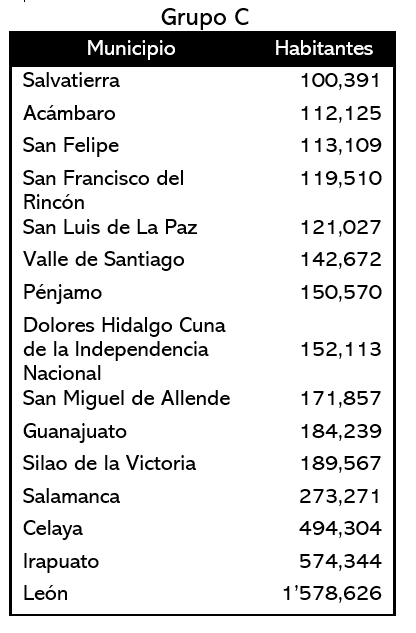 Grupo C
Municipio Habitantes
Salvatierra 100,391
Acámbaro 112,125
San Felipe 113,109
San Francisco del 119,510
Rincón
San Luis de La Paz 121,027
Valle de Santiago 142,672
Pénjamo 150,570
Dolores Hidalgo Cuna
de la Independencia 152,113
Nacional
San Miguel de Allende 171,857
Guanajuato 184,239
Silao de la Victoria 189,567
Salamanca 273,271
Celaya 494,304
Irapuato 574,344
León 1’578,626